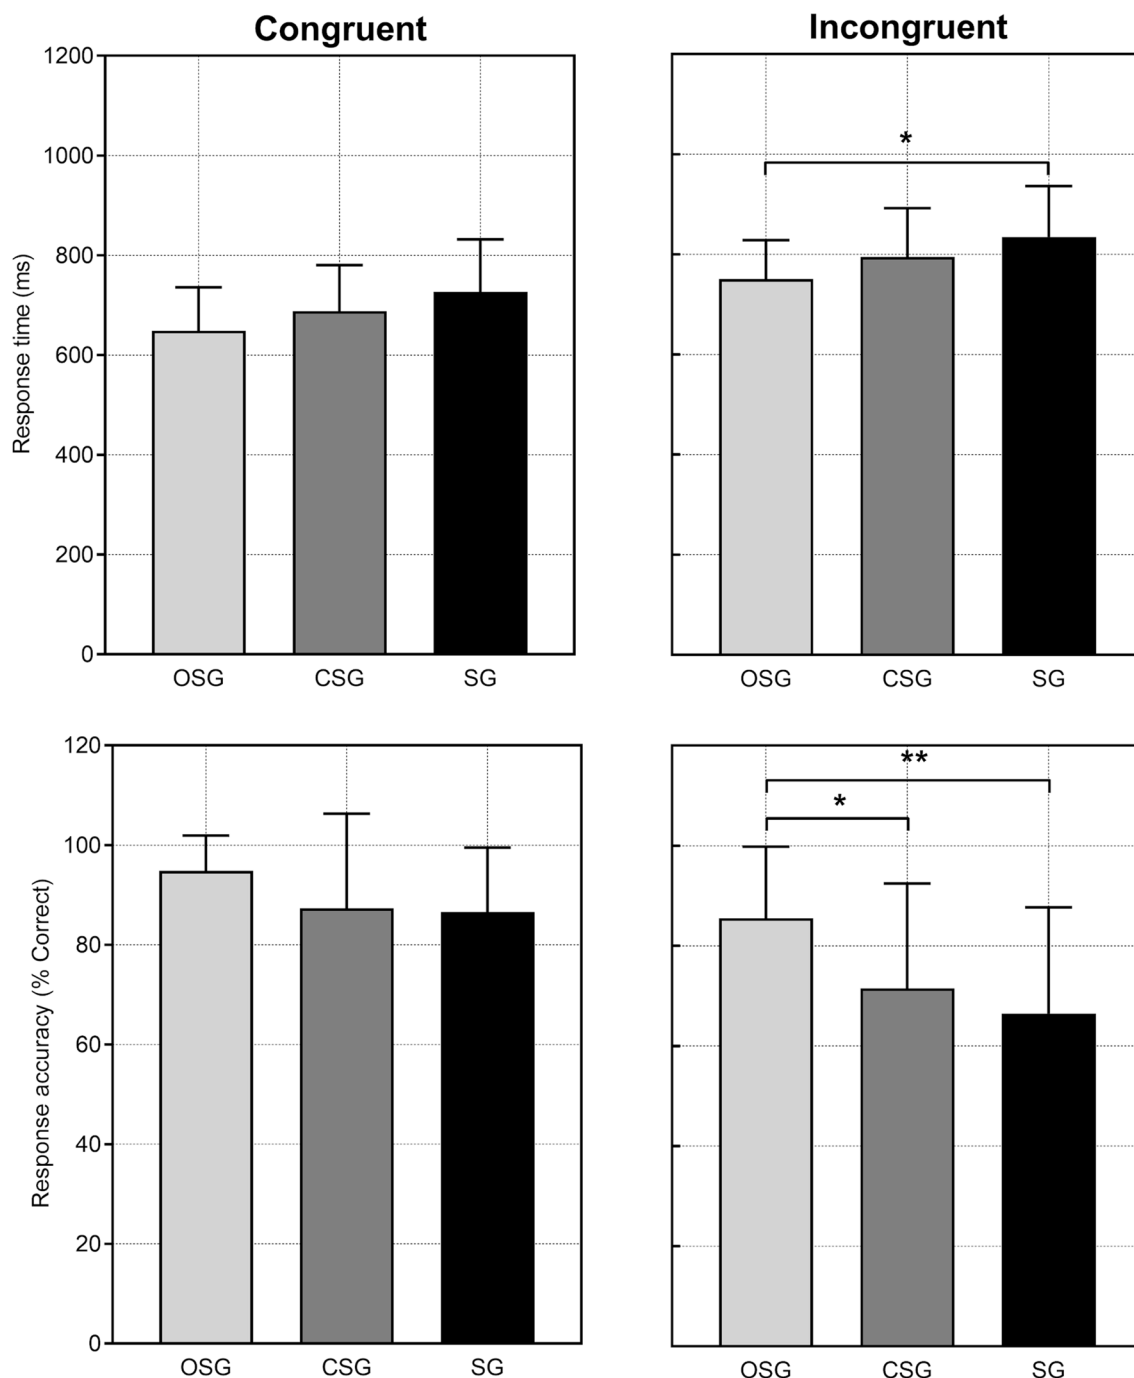 Congruent
Incongruent
Response time (ms)
1200
1000
800
600
400
200
0
OSG CSG SG
*
OSG CSG SG
Response accuracy (% Correct)
120
100
80
60
40
20
0
OSG CSG SG
**
*
OSG CSG SG